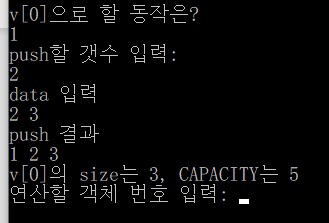 v[0]으로 할 동작은?
1
push할 갯수 입력:
2
data 입력
2 3
push 결과
1 2 3
v[0]의 size는 3, CAPACITY는 5
연산할 객체 번호 입력: